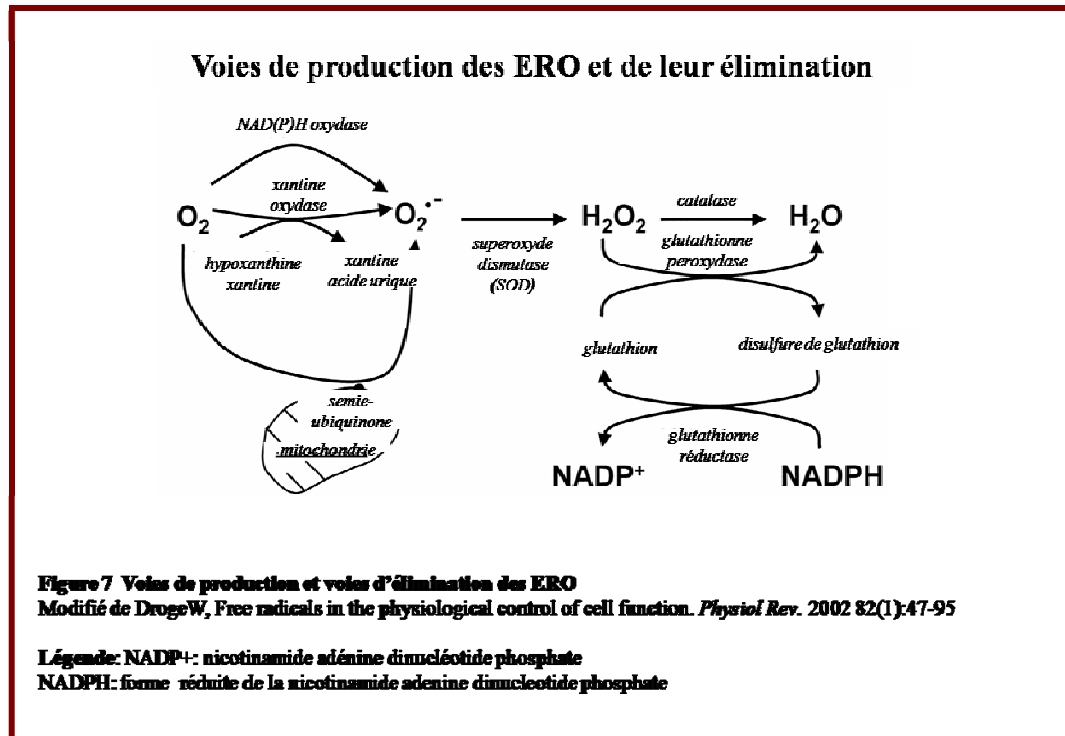 Voies de production des ERO et de leur élimination
NAD(P)H oxydase
xantine
oxydase
O₂
O₂·-
H₂O₂
catalase
H₂O
hypoxanthine
xantine
xantine
acide urique
superoxyde
dismutase
(SOD)
glutathionne
peroxydase
glutathion
disulfure de glutathion
semie-
ubiquinone
mitochondrie
glutathionne
réductase
NADP⁺
NADPH
Figure 7 Voies de production et voies d'élimination des ERO
Modifié de DrogeW, Free radicals in the physiological control of cell function. Physiol Rev. 2002 82(1):47-95
Légende: NADP+: nicotinamide adénine dinucléotide phosphate
NADPH: forme réduite de la nicotinamide adenine dinucleotide phosphate